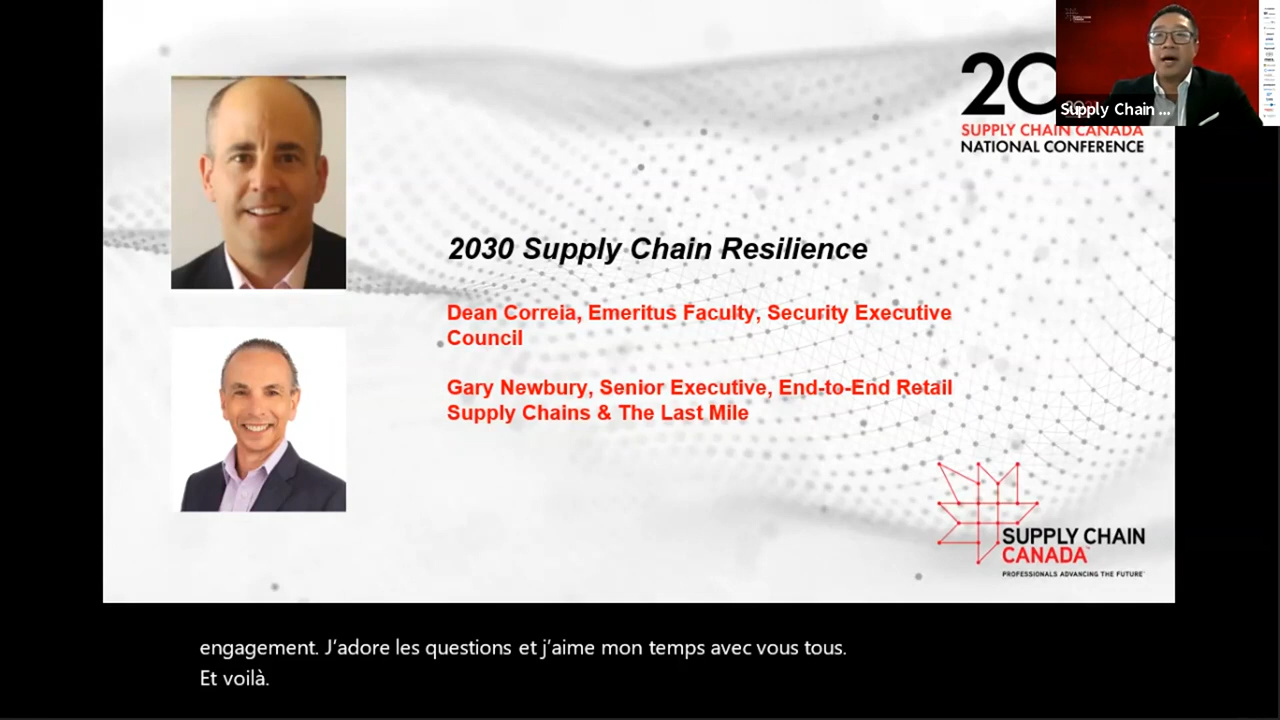 20
SUPPLY CHAIN CANADA
NATIONAL CONFERENCE
Supply Chain ...
2030 Supply Chain Resilience
Dean Correia, Emeritus Faculty, Security Executive
Council
Gary Newbury, Senior Executive, End-to-End Retail
Supply Chains & The Last Mile
SUPPLY CHAIN
CANADA™
PROFESSIONALS ADVANCING THE FUTURE™
engagement. J’adore les questions et j’aime mon temps avec vous tous.
Et voilà.